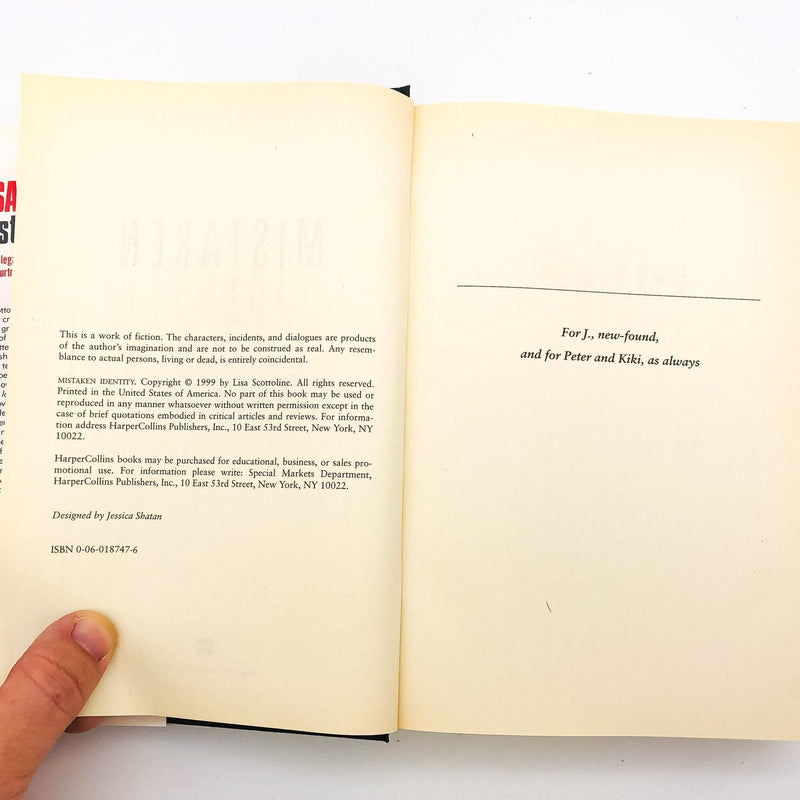 This is a work of fiction. The characters, incidents, and dialogues are products
of the author's imagination and are not to be construed as real. Any resem-
blance to actual persons, living or dead, is entirely coincidental.
MISTAKEN IDENTITY. Copyright © 1999 by Lisa Scottoline. All rights reserved.
Printed in the United States of America. No part of this book may be used or
reproduced in any manner whatsoever without written permission except in the
case of brief quotations embodied in critical articles and reviews. For informa-
tion address HarperCollins Publishers, Inc., 10 East 53rd Street, New York, NY
10022.
HarperCollins books may be purchased for educational, business, or sales pro-
motional use. For information please write: Special Markets Department,
HarperCollins Publishers, Inc., 10 East 53rd Street, New York, NY 10022.
Designed by Jessica Shatan
ISBN 0-06-018747-6
For J., new-found,
and for Peter and Kiki, as always